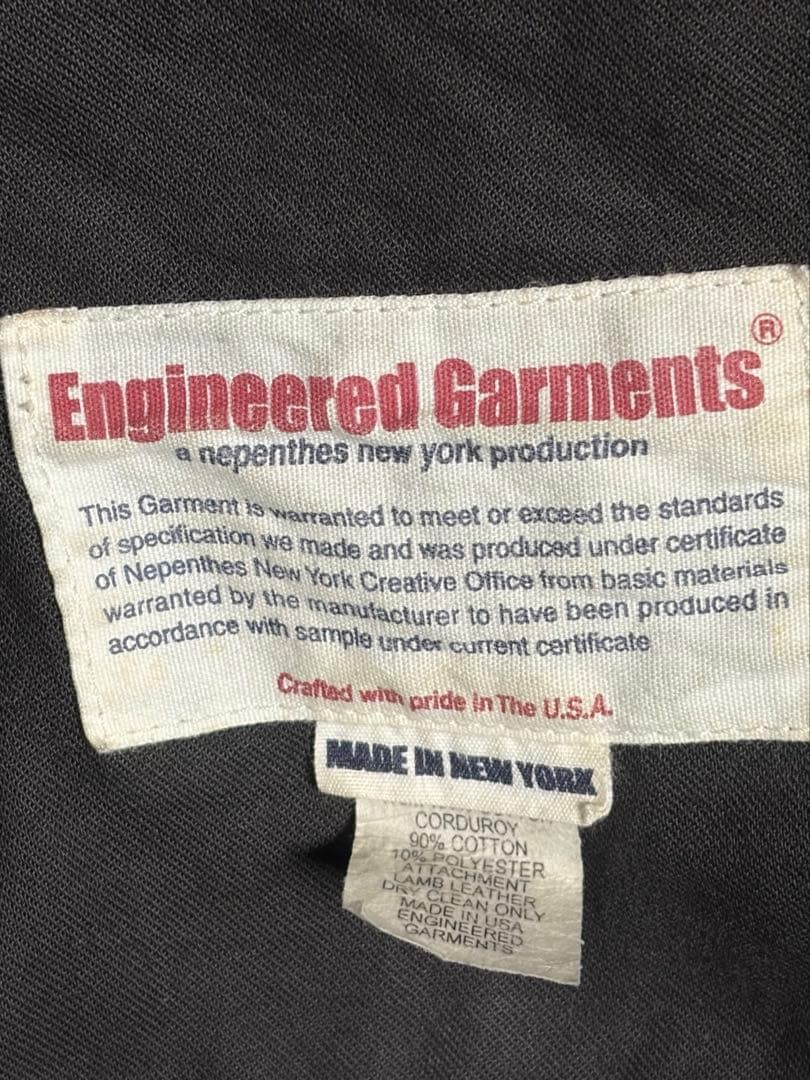 Engineered Garments®
a nepenthes new york production
This Garment is warranted to meet or exceed the standards
of specification we made and was produced under certificate
of Nepenthes New York Creative Office from basic materials
warranted by the manufacturer to have been produced in
accordance with sample under current certificate
Crafted with pride in The U.S.A.
MADE IN NEW YORK
CORDUROY
90% COTTON
10% POLYESTER
ATTACHMENT
LAMB LEATHER
DRY CLEAN ONLY
MADE IN USA
ENGINEERED
GARMENTS